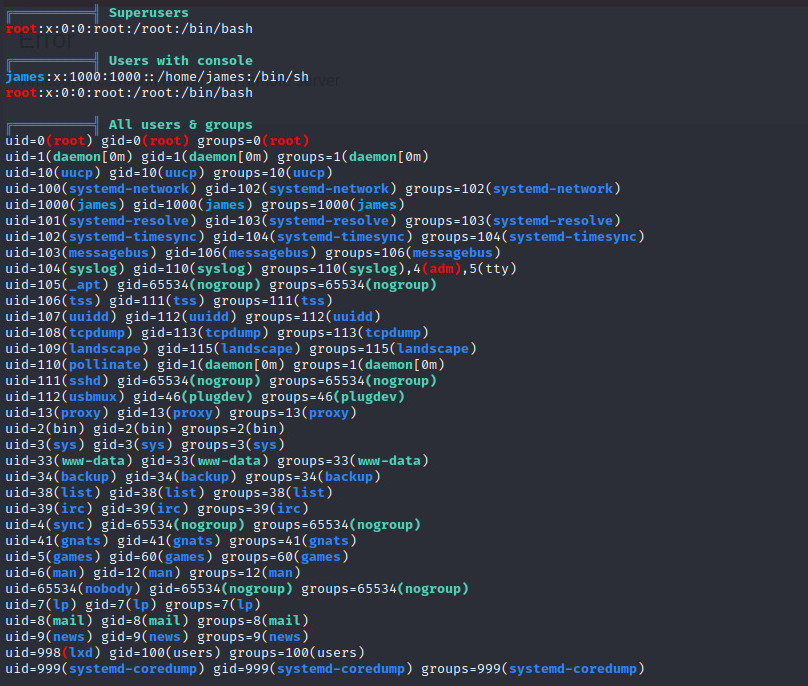 ╔══════════╣ Superusers
root:x:0:0:root:/root:/bin/bash
Error
╔══════════╣ Users with console
james:x:1000:1000::/home/james:/bin/sh
server
root:x:0:0:root:/root:/bin/bash
╔══════════╣ All users & groups
uid=0(root) gid=0(root) groups=0(root)
uid=1(daemon[0m) gid=1(daemon[0m) groups=1(daemon[0m)
uid=10(uucp) gid=10(uucp) groups=10(uucp)
uid=100(systemd-network) gid=102(systemd-network) groups=102(systemd-network)
uid=1000(james) gid=1000(james) groups=1000(james)
uid=101(systemd-resolve) gid=103(systemd-resolve) groups=103(systemd-resolve)
uid=102(systemd-timesync) gid=104(systemd-timesync) groups=104(systemd-timesync)
uid=103(messagebus) gid=106(messagebus) groups=106(messagebus)
uid=104(syslog) gid=110(syslog) groups=110(syslog),4(adm),5(tty)
uid=105(_apt) gid=65534(nogroup) groups=65534(nogroup)
uid=106(tss) gid=111(tss) groups=111(tss)
uid=107(uuidd) gid=112(uuidd) groups=112(uuidd)
uid=108(tcpdump) gid=113(tcpdump) groups=113(tcpdump)
uid=109(landscape) gid=115(landscape) groups=115(landscape)
uid=110(pollinate) gid=1(daemon[0m) groups=1(daemon[0m)
uid=111(sshd) gid=65534(nogroup) groups=65534(nogroup)
uid=112(usbmux) gid=46(plugdev) groups=46(plugdev)
uid=13(proxy) gid=13(proxy) groups=13(proxy)
uid=2(bin) gid=2(bin) groups=2(bin)
uid=3(sys) gid=3(sys) groups=3(sys)
uid=33(www-data) gid=33(www-data) groups=33(www-data)
uid=34(backup) gid=34(backup) groups=34(backup)
uid=38(list) gid=38(list) groups=38(list)
uid=39(irc) gid=39(irc) groups=39(irc)
uid=4(sync) gid=65534(nogroup) groups=65534(nogroup)
uid=41(gnats) gid=41(gnats) groups=41(gnats)
uid=5(games) gid=60(games) groups=60(games)
uid=6(man) gid=12(man) groups=12(man)
uid=65534(nobody) gid=65534(nogroup) groups=65534(nogroup)
uid=7(lp) gid=7(lp) groups=7(lp)
uid=8(mail) gid=8(mail) groups=8(mail)
uid=9(news) gid=9(news) groups=9(news)
uid=998(lxd) gid=100(users) groups=100(users)
uid=999(systemd-coredump) gid=999(systemd-coredump) groups=999(systemd-coredump)